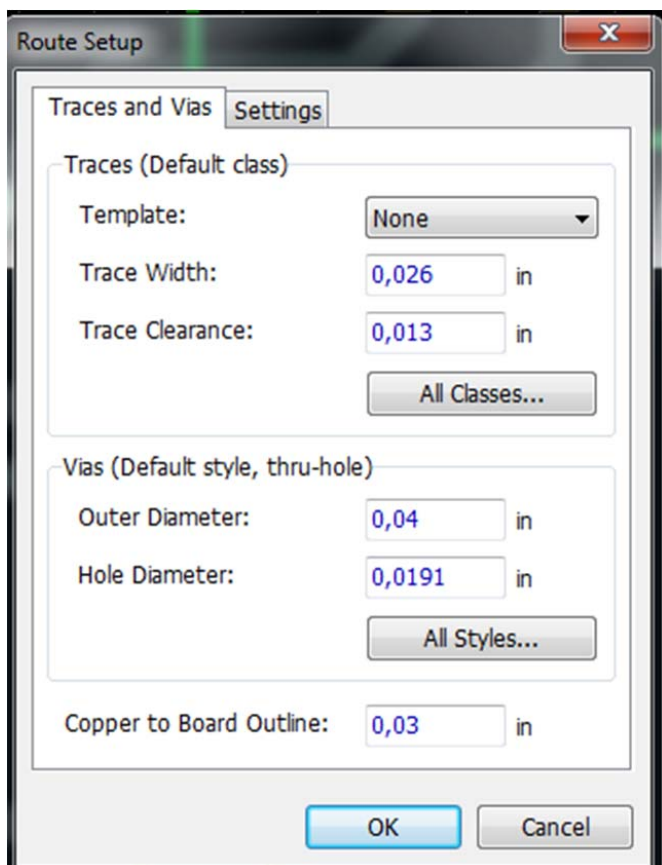 Route Setup
Traces and Vias Settings
Traces (Default class)
Template: None
Trace Width: 0,026 in
Trace Clearance: 0,013 in
All Classes...
Vias (Default style, thru-hole)
Outer Diameter: 0,04 in
Hole Diameter: 0,0191 in
All Styles...
Copper to Board Outline: 0,03 in
OK Cancel